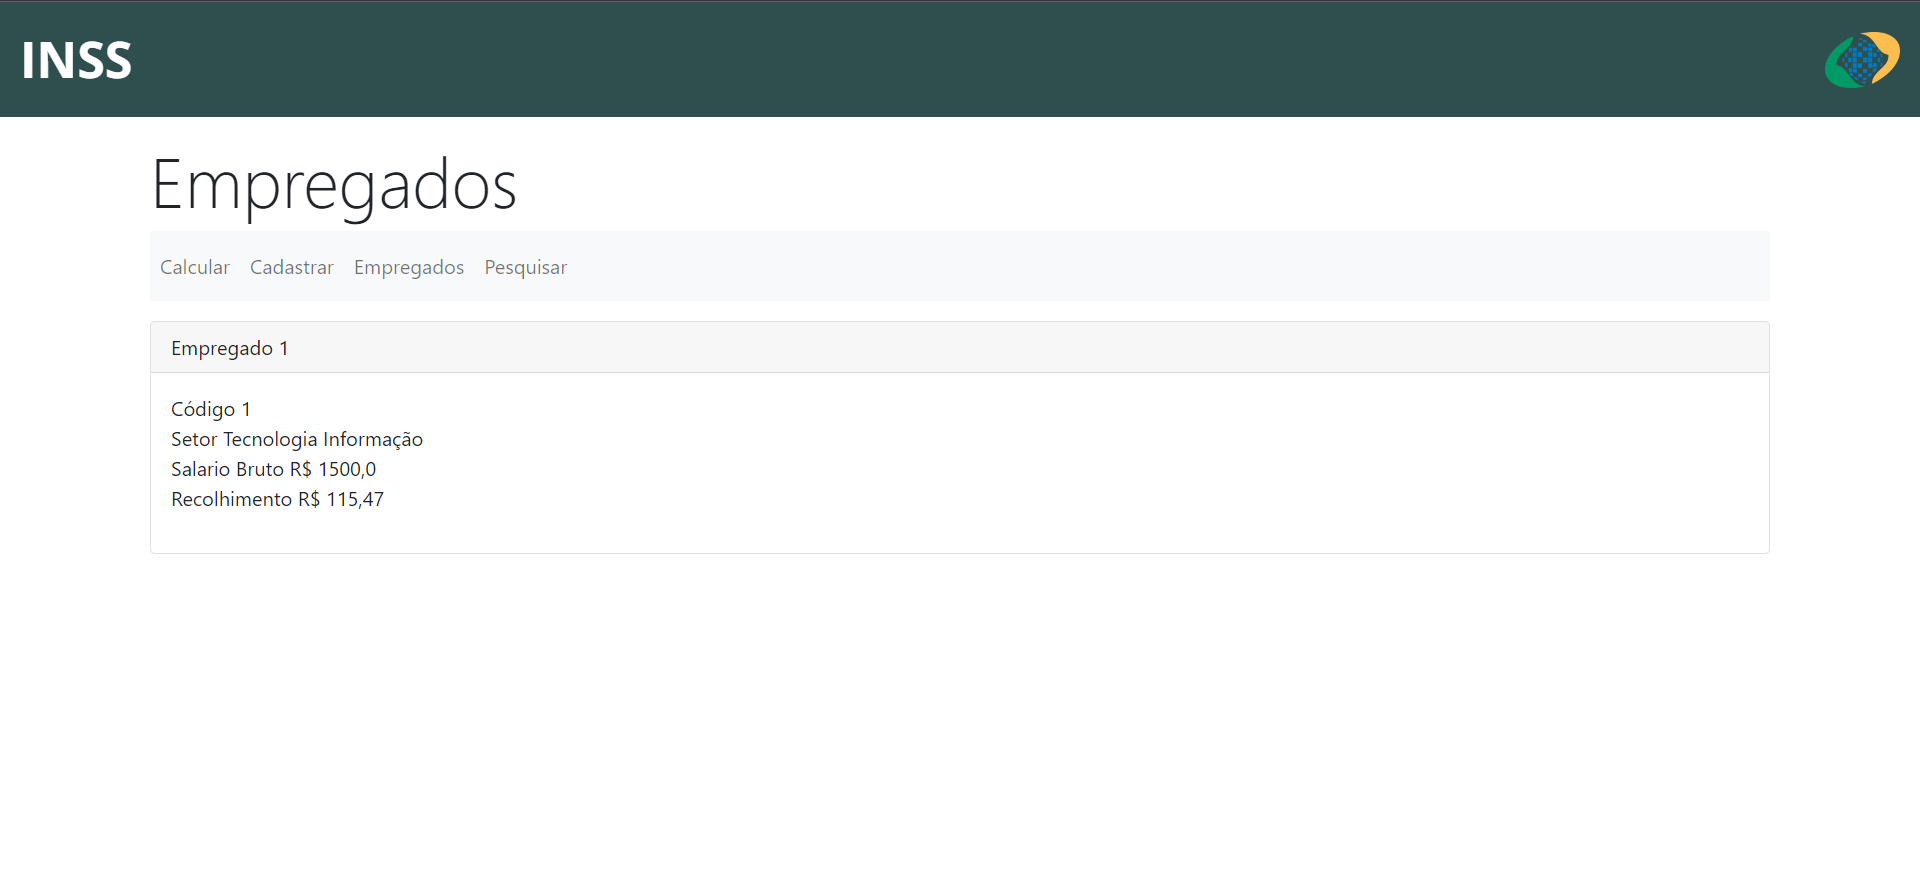 INSS
Empregados
Calcular Cadastrar Empregados Pesquisar
Empregado 1
Código 1
Setor Tecnologia Informação
Salario Bruto R$ 1500,0
Recolhimento R$ 115,47